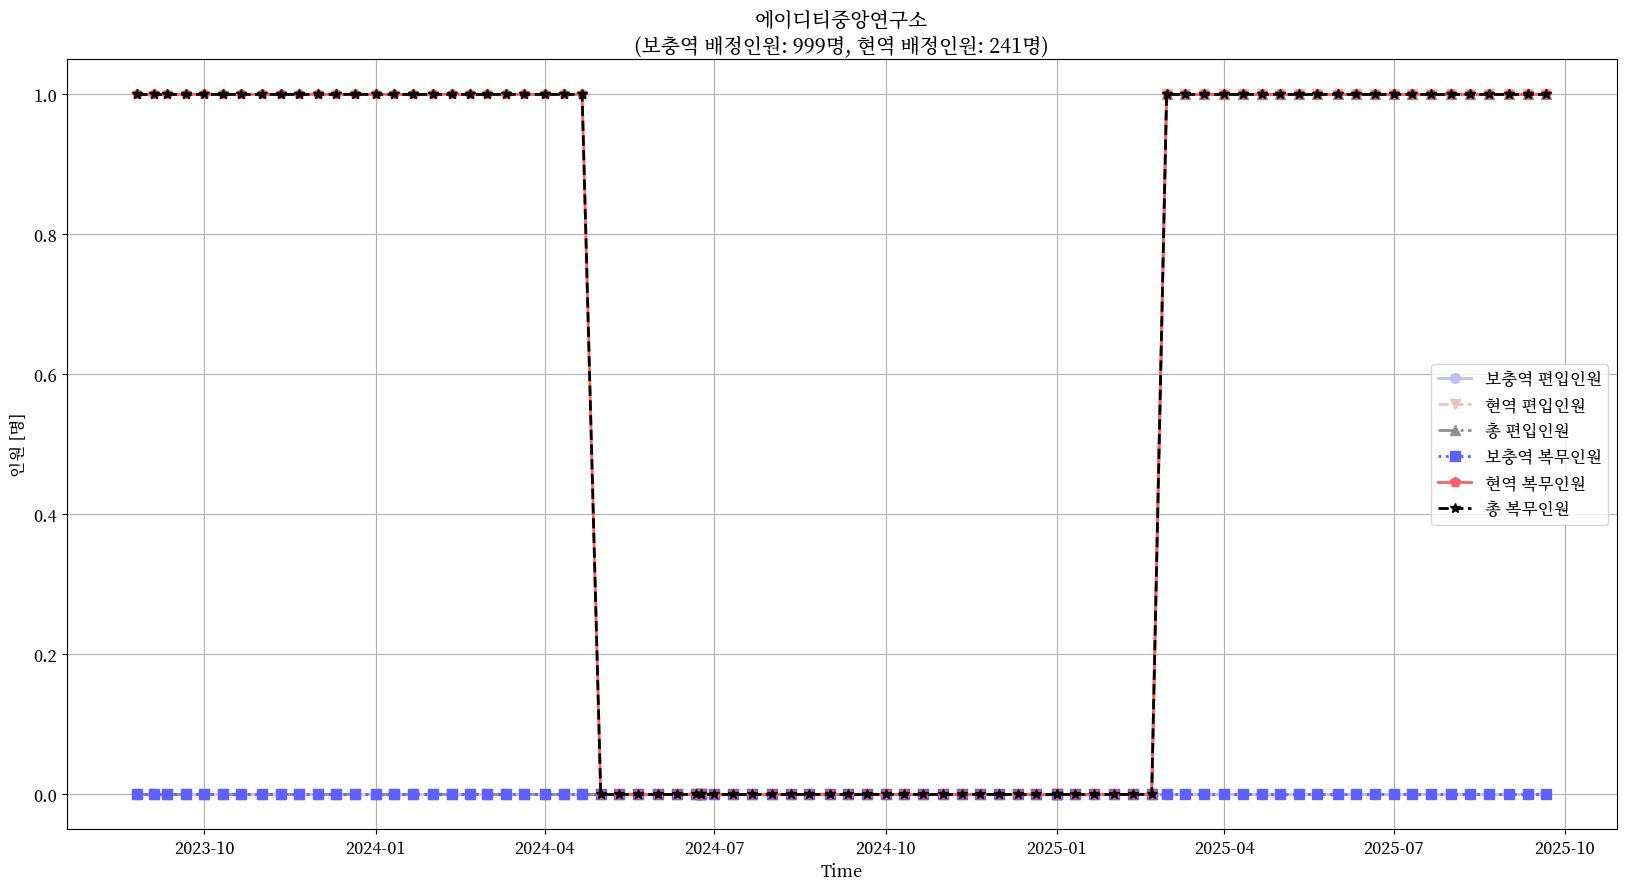 에이디티중앙연구소
(보충역 배정인원: 999명, 현역 배정인원: 241명)
인원 [명]
1.0
0.8
0.6
0.4
0.2
0.0
보충역 편입인원
현역 편입인원
총 편입인원
보충역 복무인원
현역 복무인원
총 복무인원
2023-10
2024-01
2024-04
2024-07
2024-10
2025-01
2025-04
2025-07
2025-10
Time